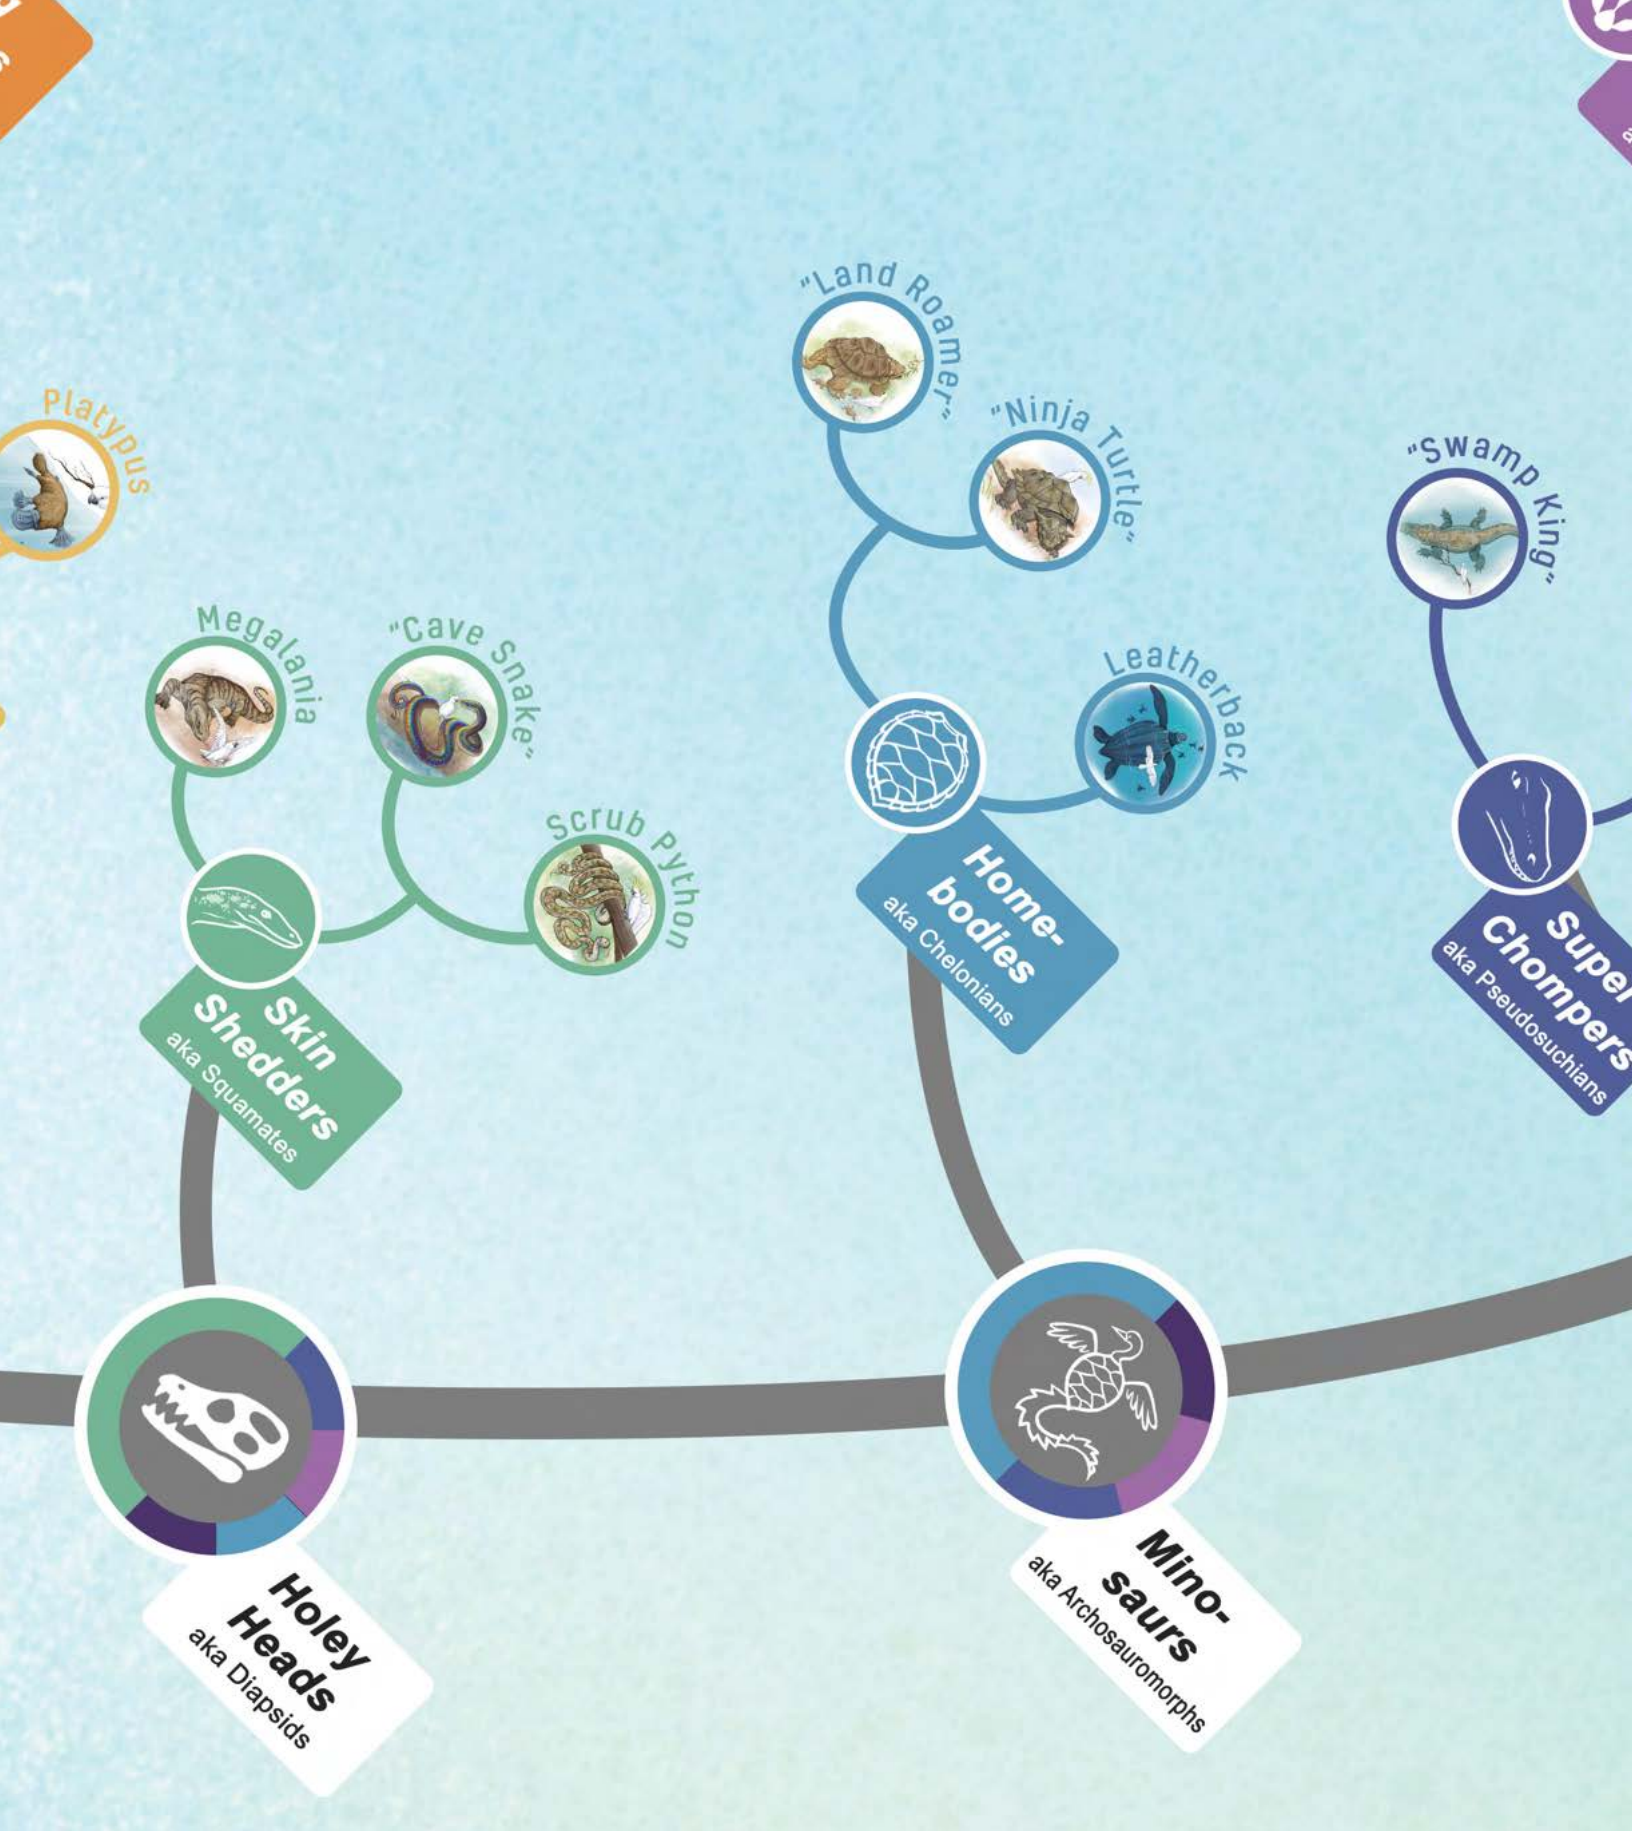 Platypus
Megalania
"Cave Snake"
Scrub Python
Skin
Shedders
aka Squamates
"Land Roamer"
"Ninja Turtle"
Leatherback
Home-
bodies
aka Chelonians
"Swamp King"
Super
Chompers
aka Pseudosuchians
Holey
Heads
aka Diapsids
Mino-
saurs
aka Archosauromorphs